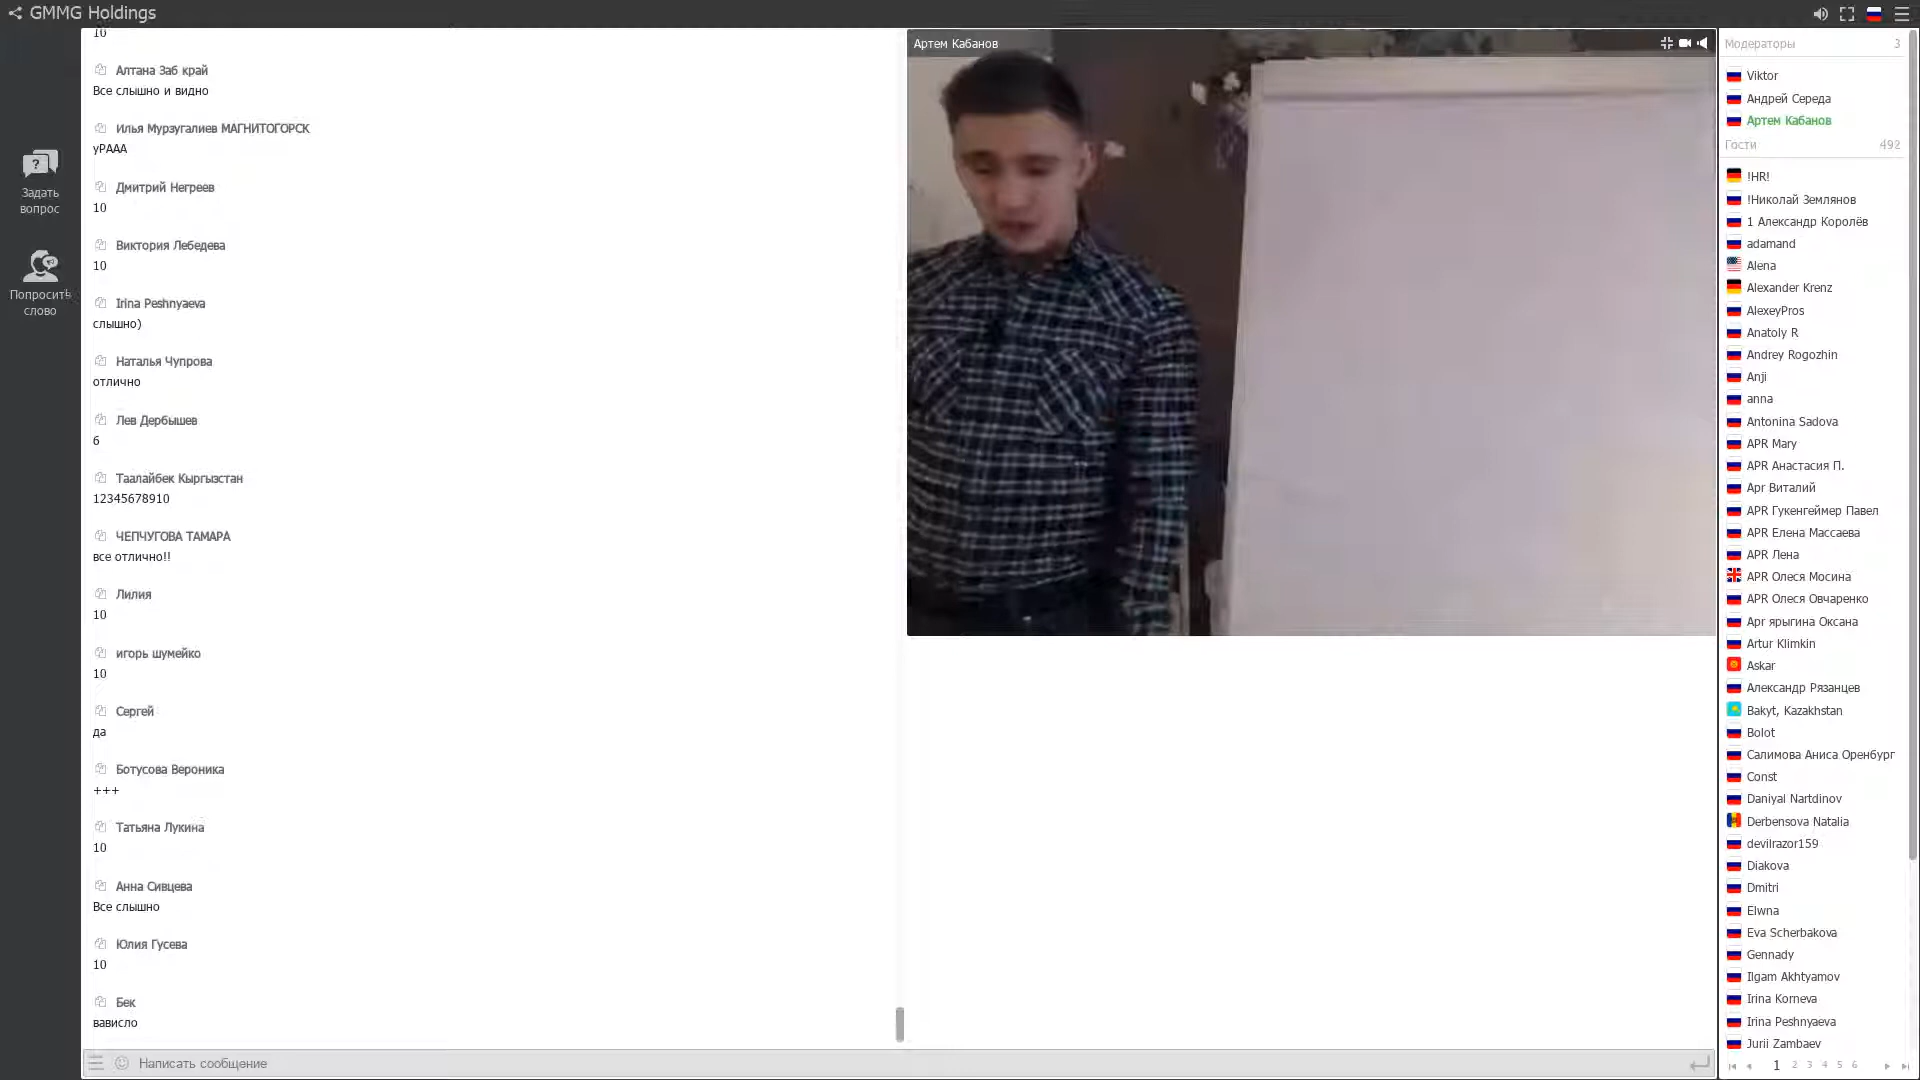 GMMG Holdings
Задать
вопрос
Попросить
слово
10
Алтана Заб край
Все слышно и видно
Илья Мурзугалиев МАГНИТОГОРСК
уРААА
Дмитрий Негреев
10
Виктория Лебедева
10
Irina Peshnyaeva
слышно)
Наталья Чупрова
отлично
Лев Дербышев
6
Таалайбек Кыргызстан
12345678910
ЧЕПЧУГОВА ТАМАРА
все отлично!!
Лилия
10
игорь шумейко
10
Сергей
да
Ботусова Вероника
+++
Татьяна Лукина
10
Анна Сивцева
Все слышно
Юлия Гусева
10
Бек
вависло
Написать сообщение
Артем Кабанов
Модераторы 3
Viktor
Андрей Середа
Артем Кабанов
Гости 492
!HR!
!Николай Землянов
1 Александр Королёв
adamand
Alena
Alexander Krenz
AlexeyPros
Anatoly R
Andrey Rogozhin
Anji
anna
Antonina Sadova
APR Mary
APR Анастасия П.
Apr Виталий
APR Гукенгеймер Павел
APR Елена Массаева
APR Лена
APR Олеся Мосина
APR Олеся Овчаренко
Apr ярыгина Оксана
Artur Klimkin
Askar
Александр Рязанцев
Bakyt, Kazakhstan
Bolot
Салимова Аниса Оренбург
Const
Daniyal Nartdinov
Derbensova Natalia
devilrazor159
Diakova
Dmitri
Elwna
Eva Scherbakova
Gennady
Ilgam Akhtyamov
Irina Korneva
Irina Peshnyaeva
Jurii Zambaev
1 2 3 4 5 6